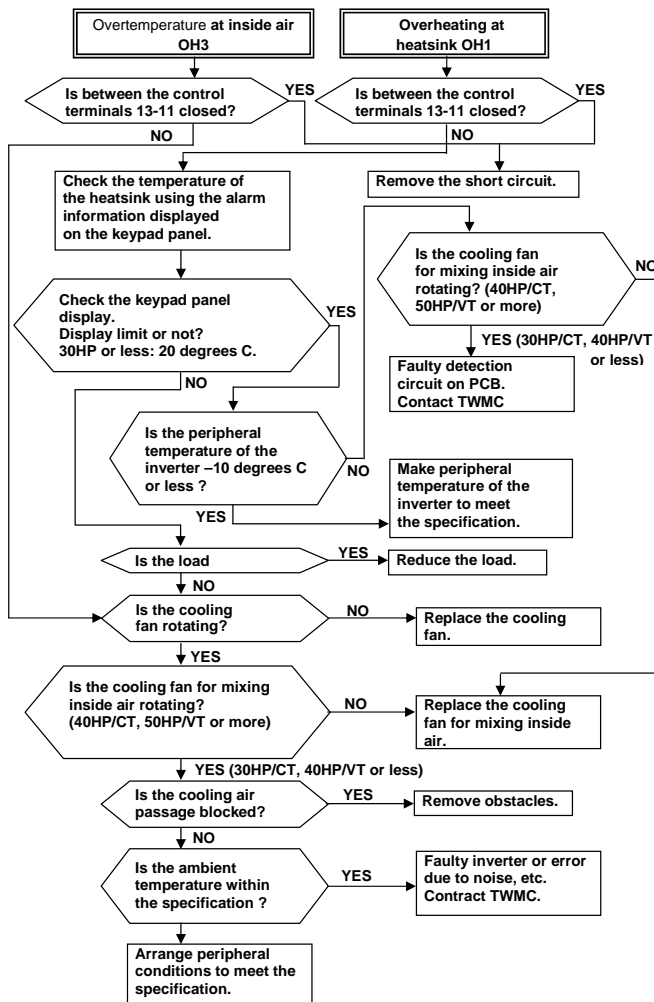 Overtemperature at inside air
OH3
Overheating at
heatsink OH1
Is between the control
terminals 13-11 closed?
YES
Is between the control
terminals 13-11 closed?
YES
NO
NO
Check the temperature of
the heatsink using the alarm
information displayed
on the keypad panel.
Remove the short circuit.
Is the cooling fan
for mixing inside air
rotating? (40HP/CT,
50HP/VT or more)
NO
Check the keypad panel
display.
Display limit or not?
30HP or less: 20 degrees C.
YES
YES (30HP/CT, 40HP/VT
or less)
NO
Faulty detection
circuit on PCB.
Contact TWMC
Is the peripheral
temperature of the
inverter –10 degrees C
or less ?
NO
YES
Make peripheral
temperature of the
inverter to meet
the specification.
Is the load
YES
Reduce the load.
NO
Is the cooling
fan rotating?
NO
Replace the cooling
fan.
YES
Is the cooling fan for mixing
inside air rotating?
(40HP/CT, 50HP/VT or more)
NO
Replace the cooling
fan for mixing inside
air.
YES (30HP/CT, 40HP/VT or less)
Is the cooling air
passage blocked?
YES
Remove obstacles.
NO
Is the ambient
temperature within
the specification ?
YES
Faulty inverter or error
due to noise, etc.
Contract TWMC.
Arrange peripheral
conditions to meet the
specification.